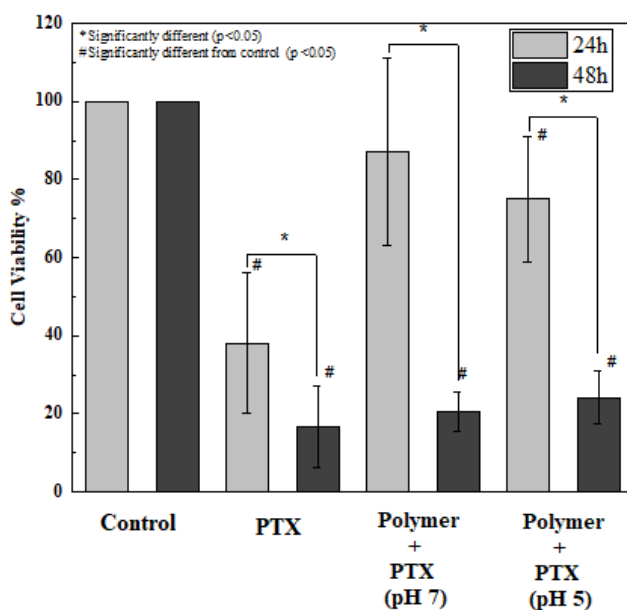 120
100
80
60
40
20
0
Cell Viability %
*Significantly different (p<0.05)
#Significantly different from control (p <0.05)
24h
48h
*
*
*
#
#
#
#
#
Control
PTX
Polymer
+
PTX
(pH 7)
Polymer
+
PTX
(pH 5)